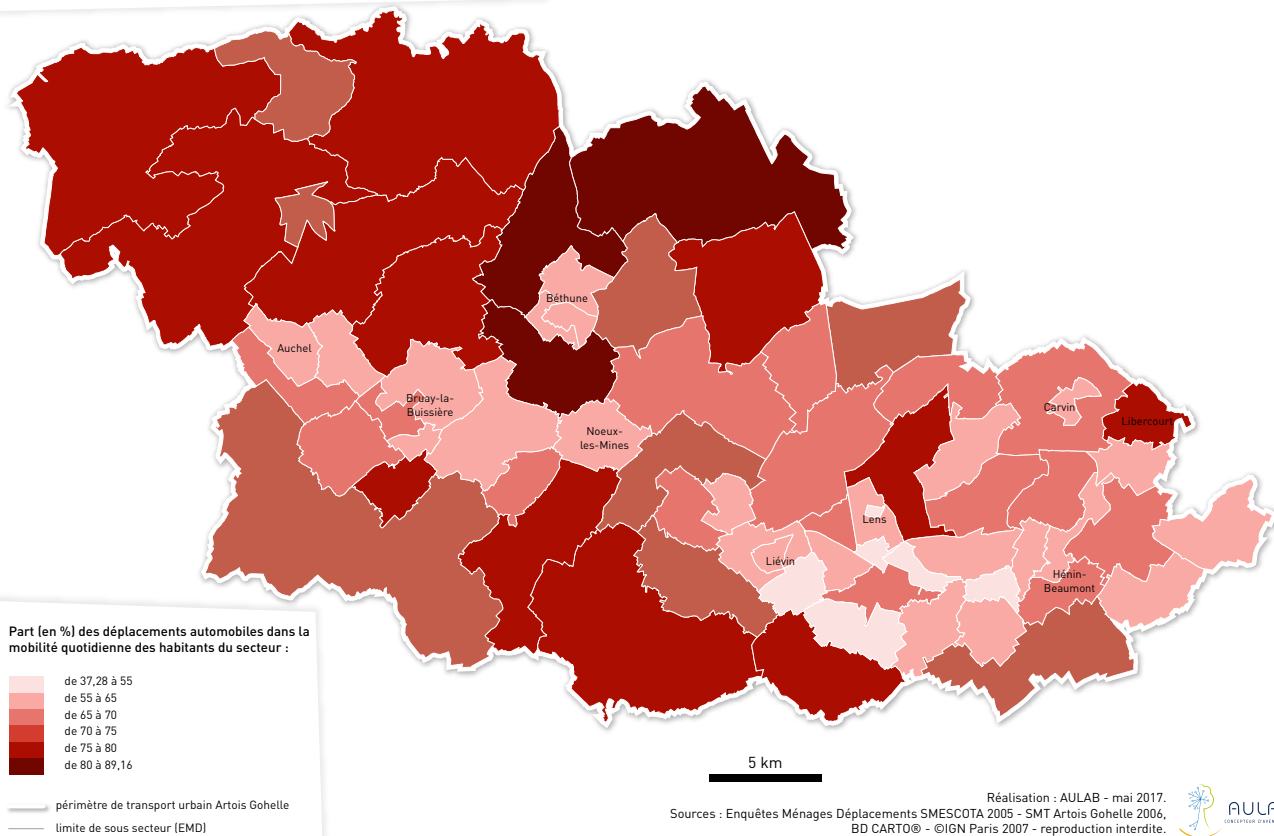 Béthune
Auchel
Bruay-la-
Buissière
Noeux-
les-Mines
Carvin
Libercourt
Lens
Liévin
Hénin-
Beaumont
Part (en %) des déplacements automobiles dans la
mobilité quotidienne des habitants du secteur :
de 37,28 à 55
de 55 à 65
de 65 à 70
de 70 à 75
de 75 à 80
de 80 à 89,16
périmètre de transport urbain Artois Gohelle
limite de sous secteur (EMD)
5 km
Réalisation : AULAB - mai 2017.
Sources : Enquêtes Ménages Déplacements SMESCOTA 2005 - SMT Artois Gohelle 2006,
BD CARTO® - ©IGN Paris 2007 - reproduction interdite.
AULA